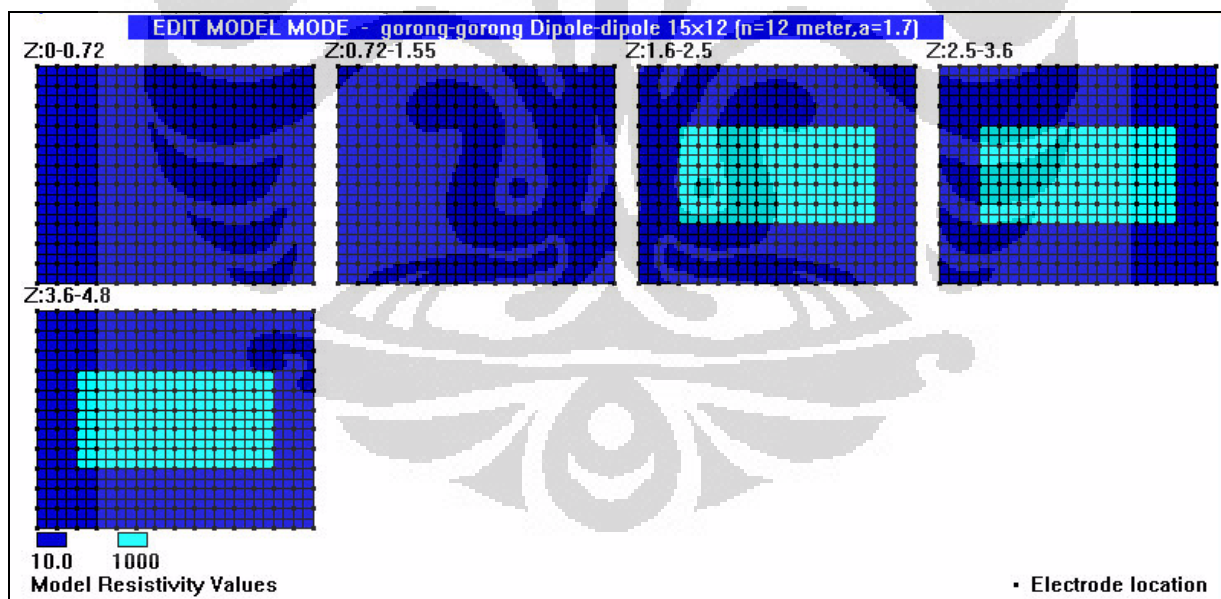 EDIT MODEL MODE - gorong-gorong Dipole-dipole 15x12 (n=12 meter,a=1.7)
Z:0-0.72 Z:0.72-1.55 Z:1.6-2.5 Z:2.5-3.6
Z:3.6-4.8
10.0 1000
Model Resistivity Values • Electrode location